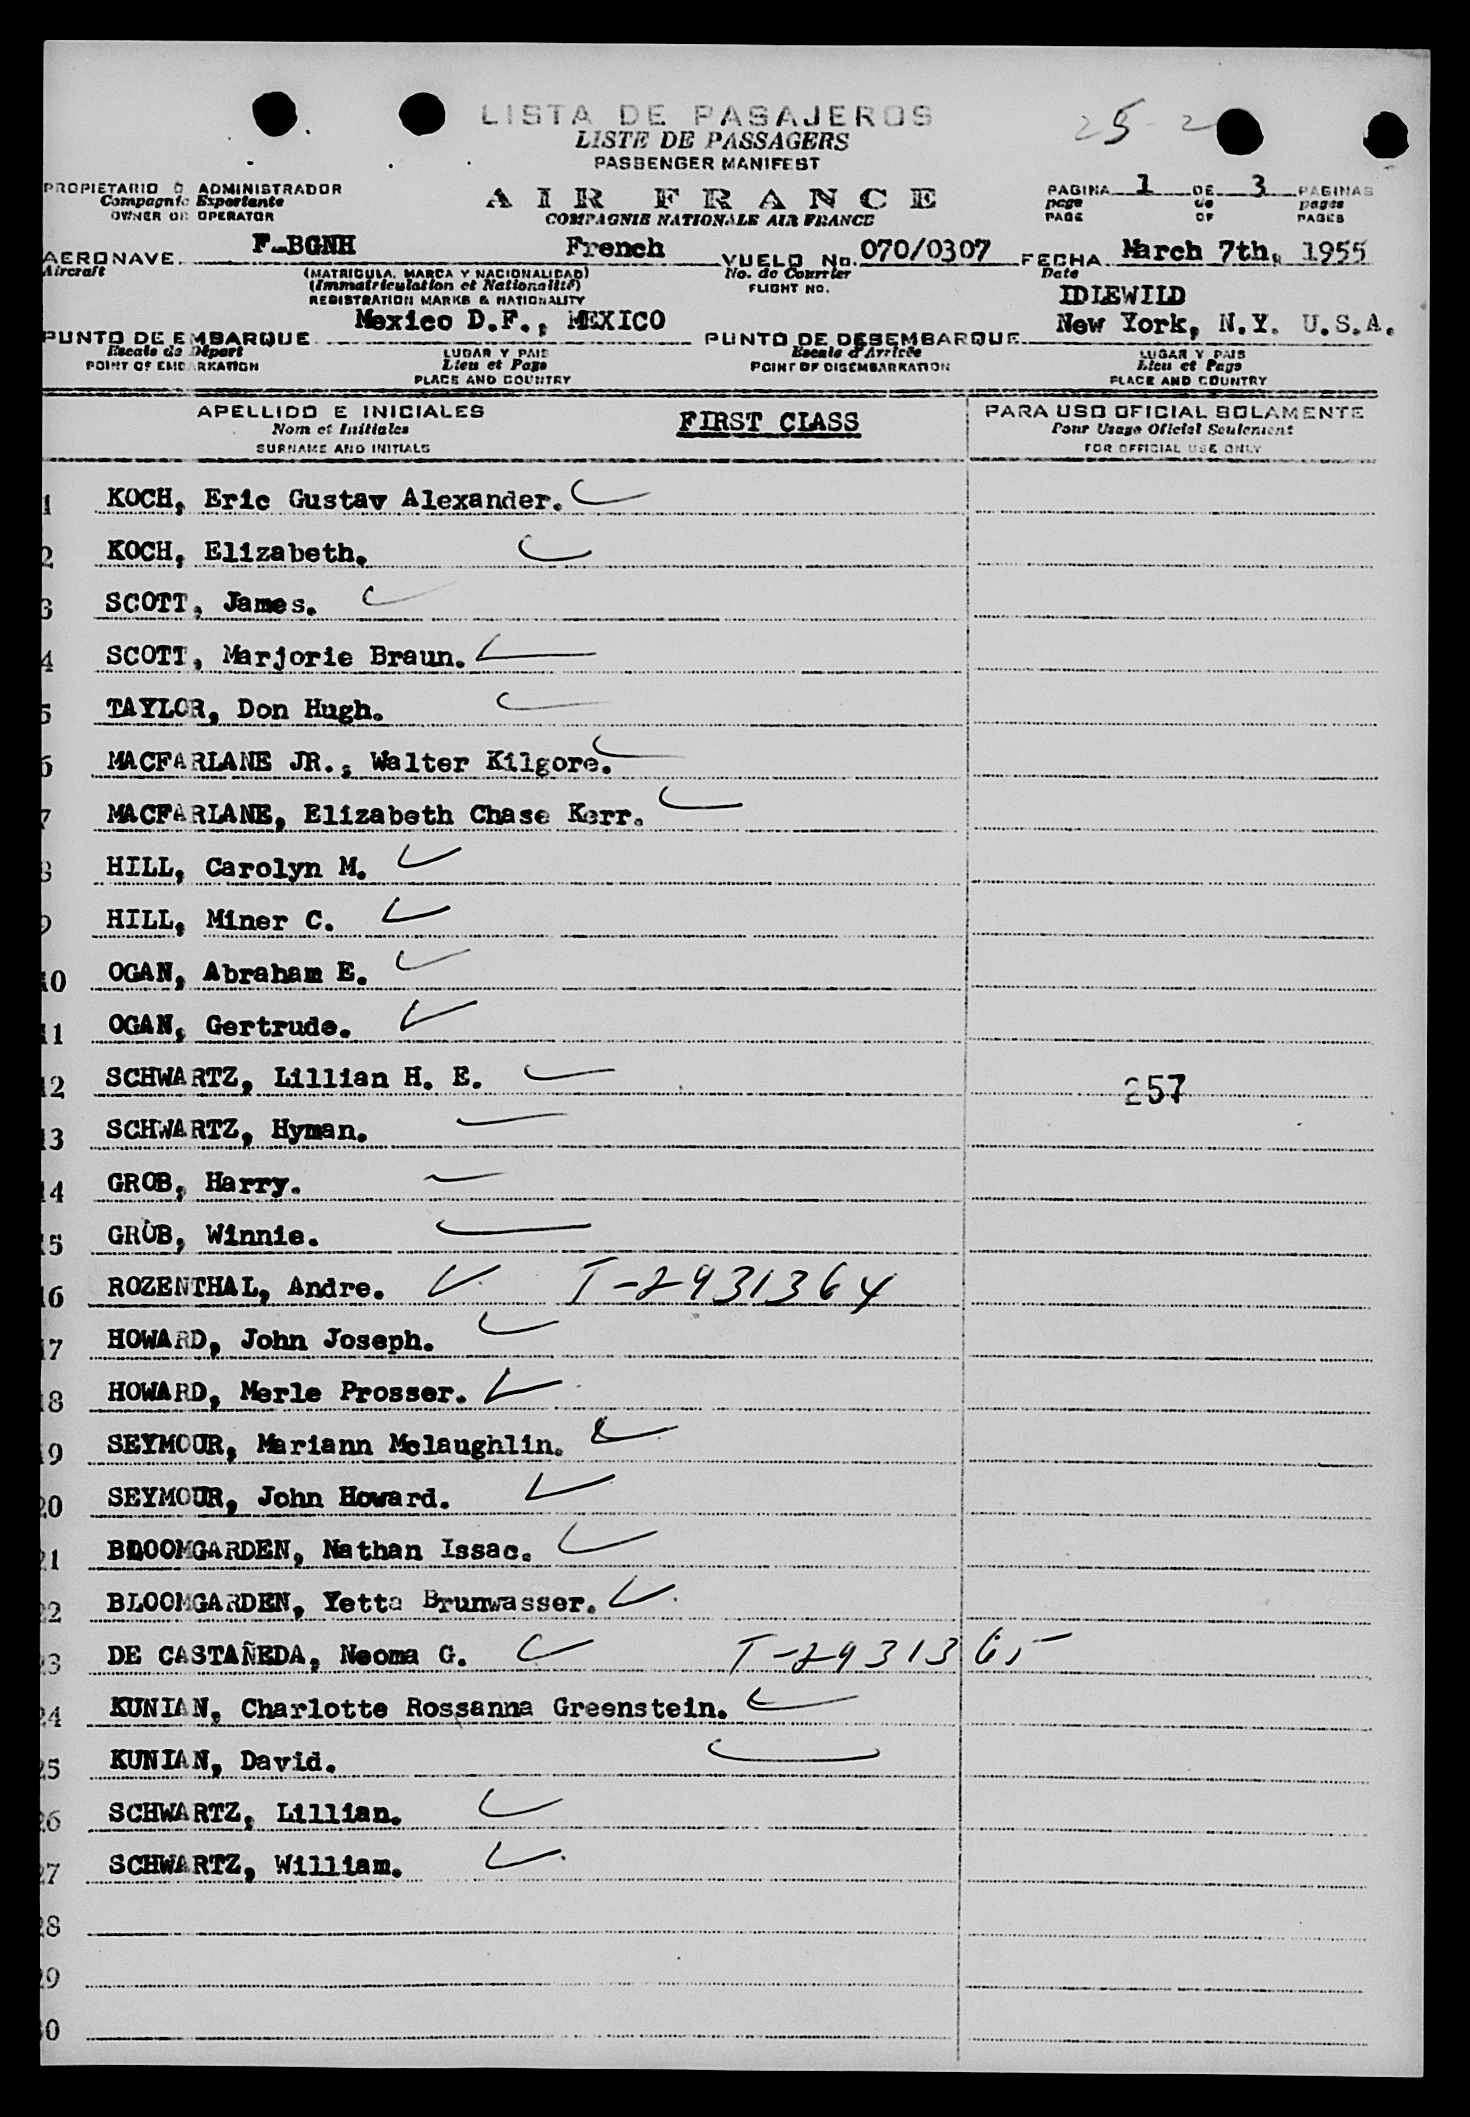 LISTA DE PASAJEROS
LISTE DE PASSAGERS
PASSENGER MANIFEST
25-2
PROPIETARIO O ADMINISTRADOR
Compagnie Exportante
OWNER OR OPERATOR
AIR FRANCE
COMPAGNIE NATIONALE AIR FRANCE
PAGINA 1 DE 3 PAGINAS
page de pages
PAGE OF PAGES
AERONAVE F-BGNH French VUELO No. 070/0307 FECHA March 7th, 1955
Aircraft (MATRICULA, MARCA Y NACIONALIDAD) No. de Courrier Date
(Immatriculation et Nationalité) FLIGHT NO.
REGISTRATION MARKS & NATIONALITY
IDLEWILD
PUNTO DE EMBARQUE Mexico D.F., MEXICO PUNTO DE DESEMBARQUE New York, N.Y. U.S.A.
Escale de Départ LUGAR Y PAIS Escale d'Arrivée LUGAR Y PAIS
POINT OF EMBARKATION Lieu et Pays POINT OF DISEMBARKATION Lieu et Pays
PLACE AND COUNTRY PLACE AND COUNTRY
APELLIDO E INICIALES FIRST CLASS PARA USO OFICIAL SOLAMENTE
Nom et Initiales Pour Usage Oficial Seulement
SURNAME AND INITIALS FOR OFFICIAL USE ONLY
1 KOCH, Eric Gustav Alexander.
2 KOCH, Elizabeth.
3 SCOTT, James.
4 SCOTT, Marjorie Braun.
5 TAYLOR, Don Hugh.
6 MACFARLANE JR., Walter Kilgore.
7 MACFARLANE, Elizabeth Chase Kerr.
8 HILL, Carolyn M.
9 HILL, Miner C.
10 OGAN, Abraham E.
11 OGAN, Gertrude.
12 SCHWARTZ, Lillian H. E. 257
13 SCHWARTZ, Hyman.
14 GROB, Harry.
15 GROB, Winnie.
16 ROZENTHAL, Andre. T-2931364
17 HOWARD, John Joseph.
18 HOWARD, Merle Prosser.
19 SEYMOUR, Mariann Mclaughlin.
20 SEYMOUR, John Howard.
21 BLOOMGARDEN, Nathan Issac.
22 BLOOMGARDEN, Yetta Brunwasser.
23 DE CASTAÑEDA, Neoma G. T-2931365
24 KUNIAN, Charlotte Rossanna Greenstein.
25 KUNIAN, David.
26 SCHWARTZ, Lillian.
27 SCHWARTZ, William.
28
29
30